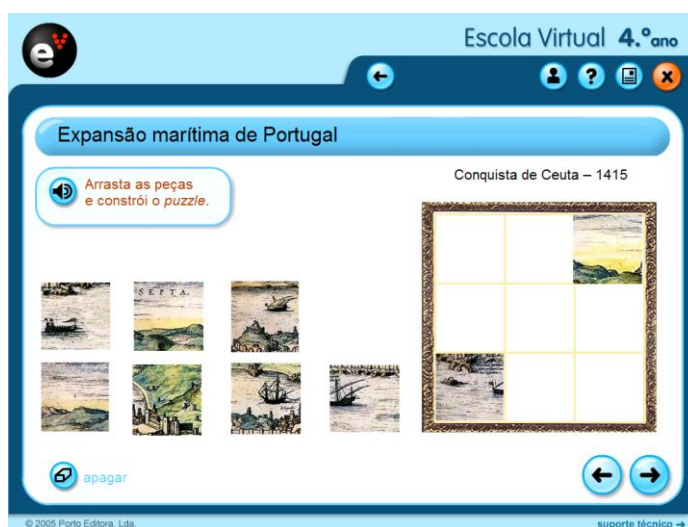 e
Escola Virtual 4.º ano
Expansão marítima de Portugal
Arrasta as peças
e constrói o puzzle.
Conquista de Ceuta – 1415
SEPTA.
apagar
© 2005 Porto Editora, Lda.
suporte técnico